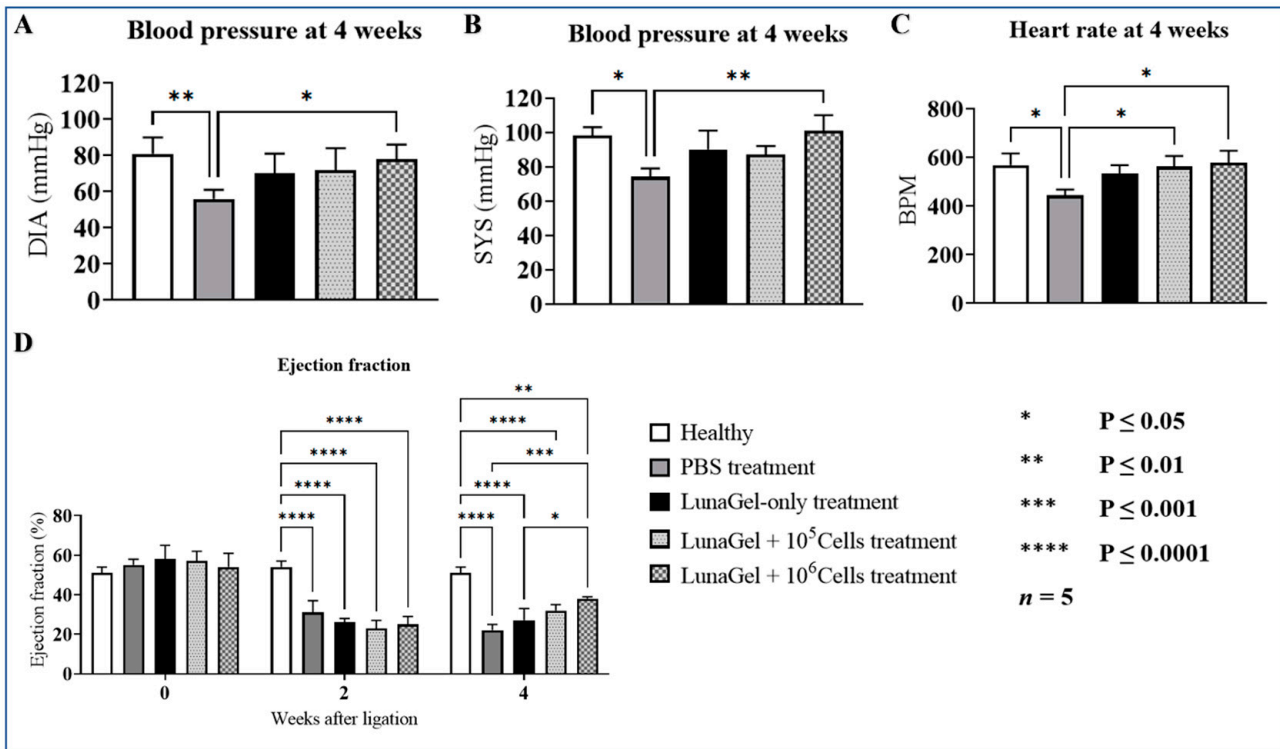 A
Blood pressure at 4 weeks
DIA (mmHg)
120
100
80
60
40
20
0
**
*
B
Blood pressure at 4 weeks
SYS (mmHg)
120
100
80
60
40
20
0
*
**
C
Heart rate at 4 weeks
BPM
800
600
400
200
0
*
*
*
D
Ejection fraction
Ejection fraction (%)
80
60
40
20
0
****
****
****
****
**
****
***
****
****
*
0 2 4
Weeks after ligation
Healthy
PBS treatment
LunaGel-only treatment
LunaGel + 10⁵Cells treatment
LunaGel + 10⁶Cells treatment
* P ≤ 0.05
** P ≤ 0.01
*** P ≤ 0.001
**** P ≤ 0.0001
n = 5